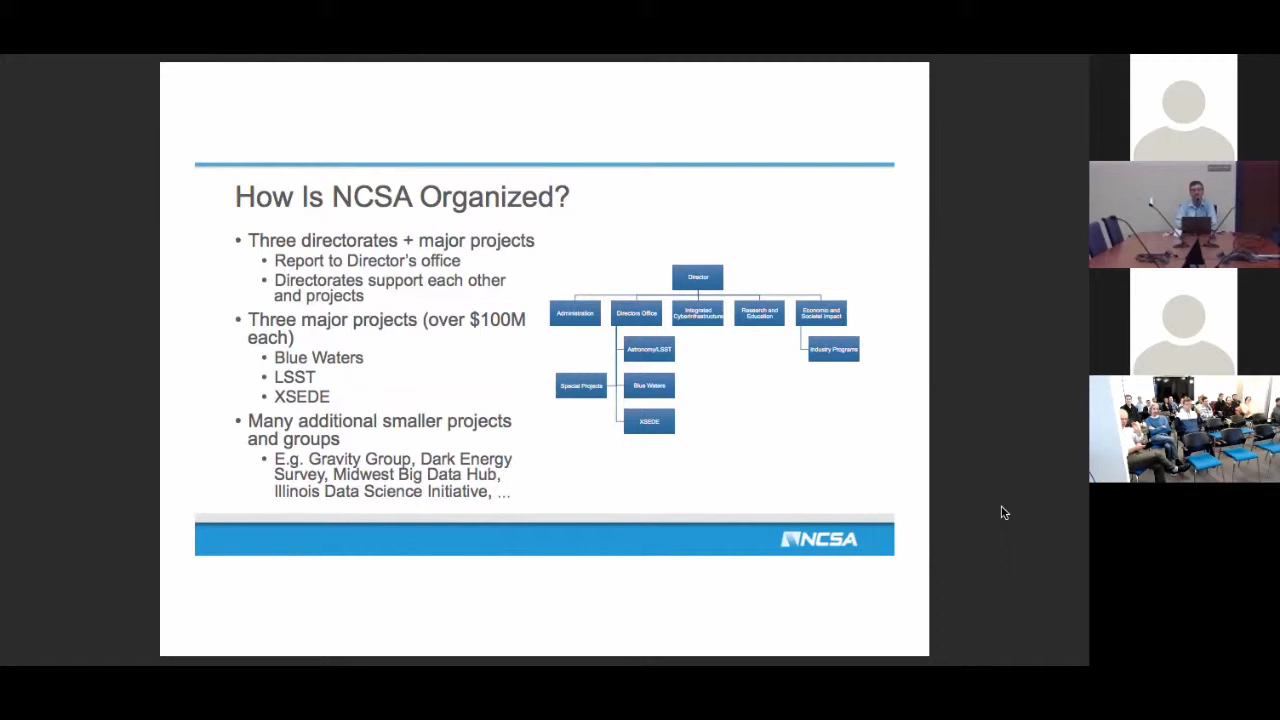 How Is NCSA Organized?
• Three directorates + major projects
• Report to Director's office
• Directorates support each other
and projects
• Three major projects (over $100M
each)
• Blue Waters
• LSST
• XSEDE
• Many additional smaller projects
and groups
• E.g. Gravity Group, Dark Energy
Survey, Midwest Big Data Hub,
Illinois Data Science Initiative, ...
Director
Administration
Directors Office
Integrated
Cyberinfrastructure
Research and
Education
Economic and
Societal Impact
Astronomy/LSST
Industry Programs
Special Projects
Blue Waters
XSEDE
NCSA